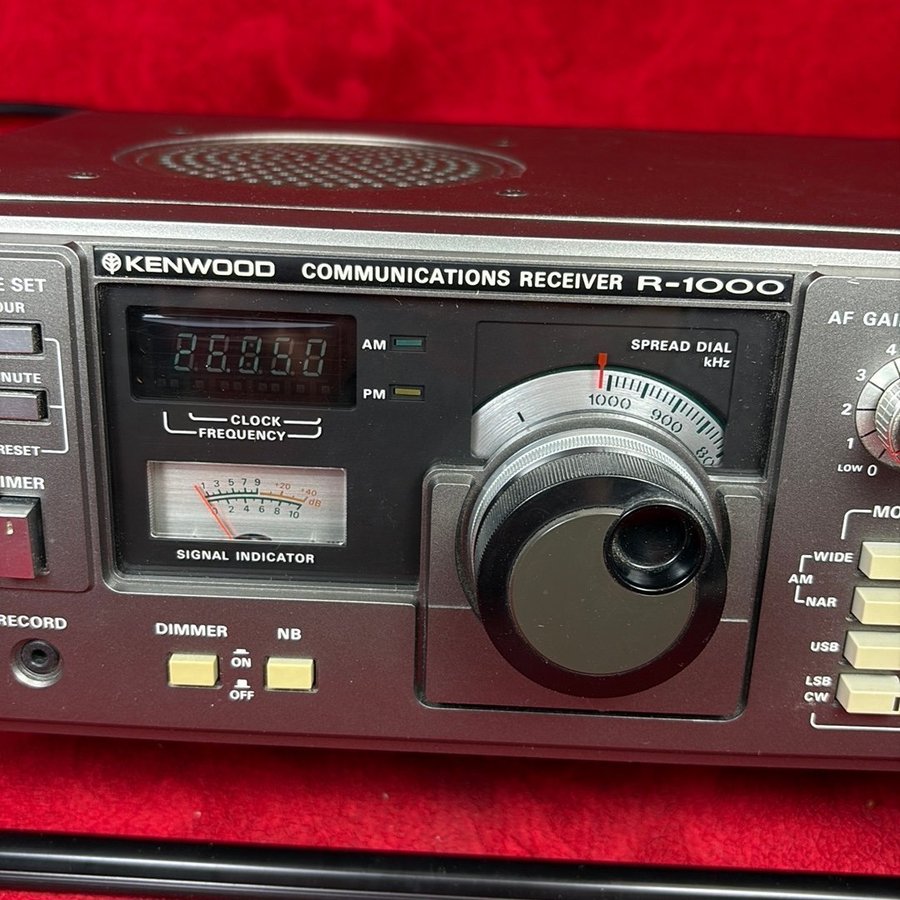 KENWOOD COMMUNICATIONS RECEIVER R-1000
E SET
OUR
NUTE
RESET
IMER
RECORD
AM
PM
CLOCK
FREQUENCY
1 3 5 7 9 +20 +40
dB
0 2 4 6 8 10
SIGNAL INDICATOR
DIMMER
NB
ON
OFF
SPREAD DIAL
kHz
1000 900 80
AF GAI
4
3
2
1
LOW 0
MO
WIDE
AM
NAR
USB
LSB
CW